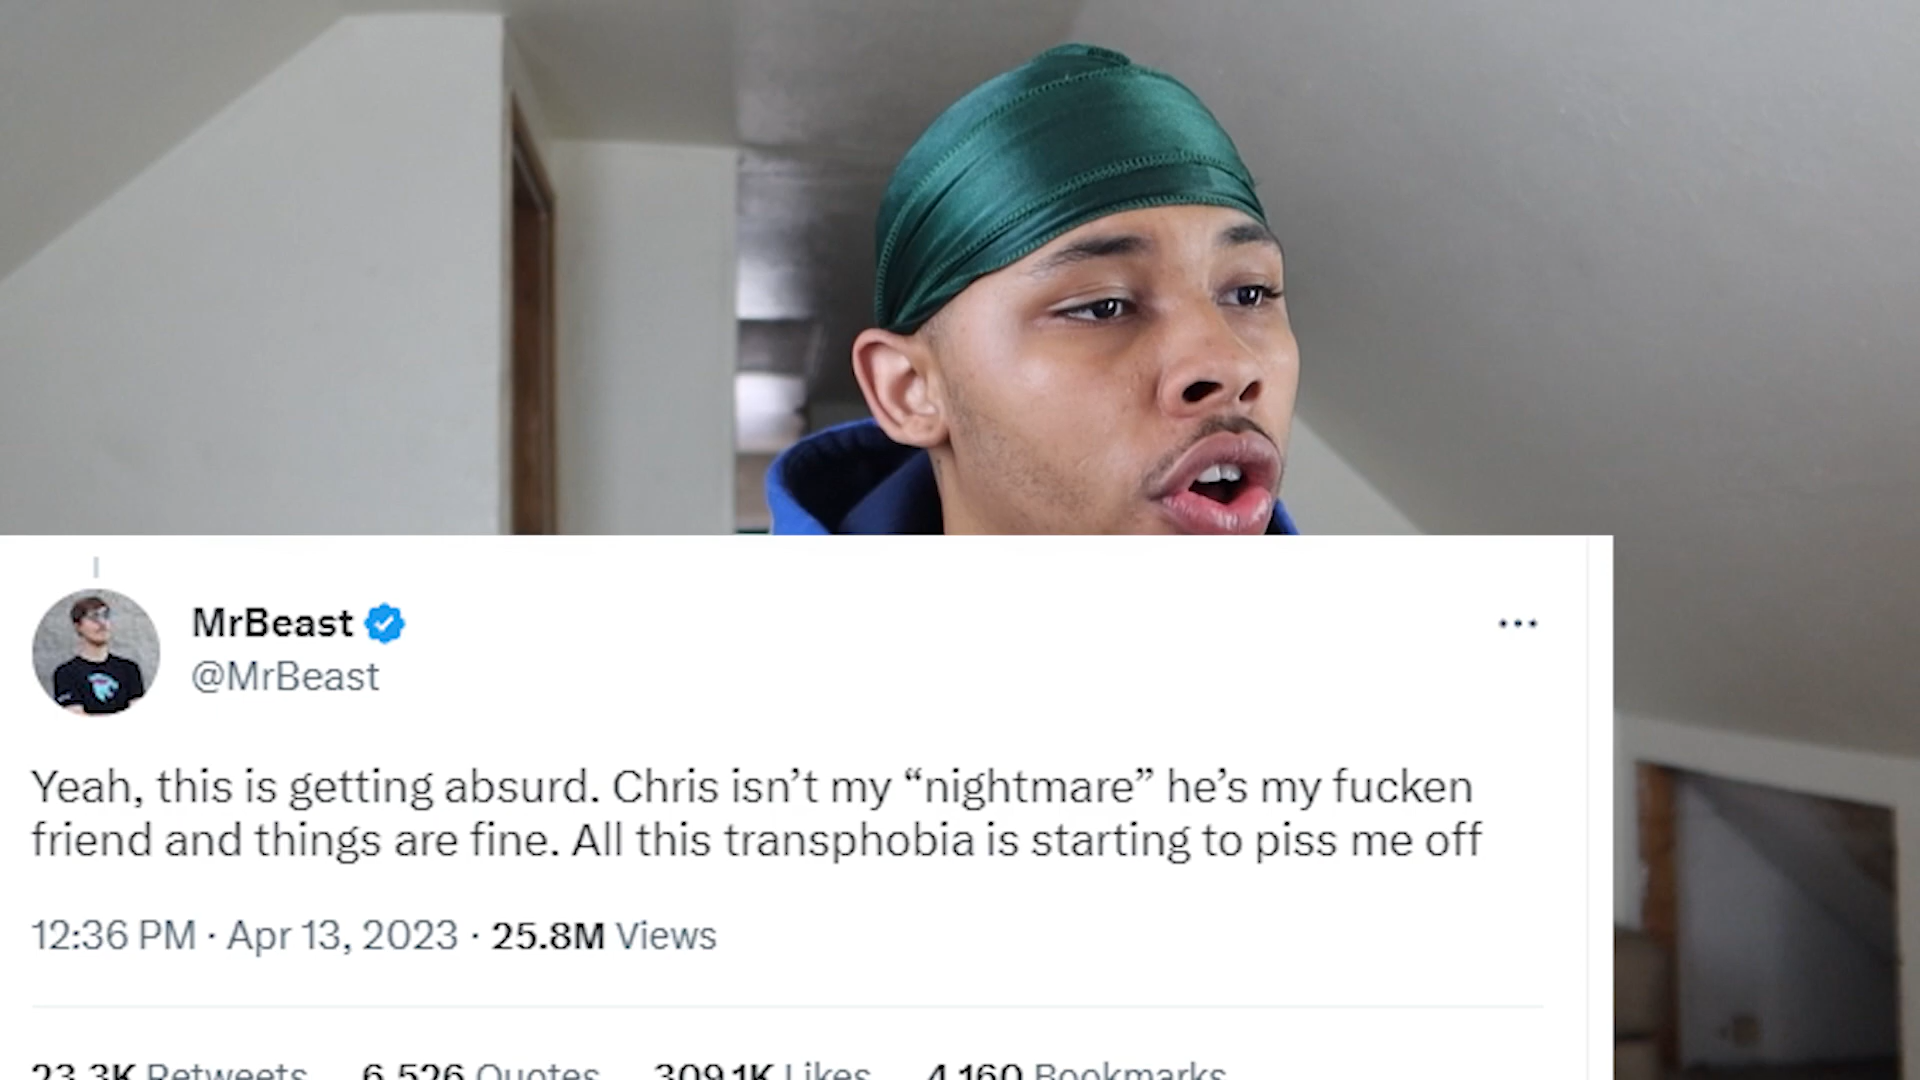 MrBeast
@MrBeast
Yeah, this is getting absurd. Chris isn’t my “nightmare” he’s my fucken
friend and things are fine. All this transphobia is starting to piss me off
12:36 PM · Apr 13, 2023 · 25.8M Views
23.3K Retweets 6,526 Quotes 309.1K Likes 4,160 Bookmarks